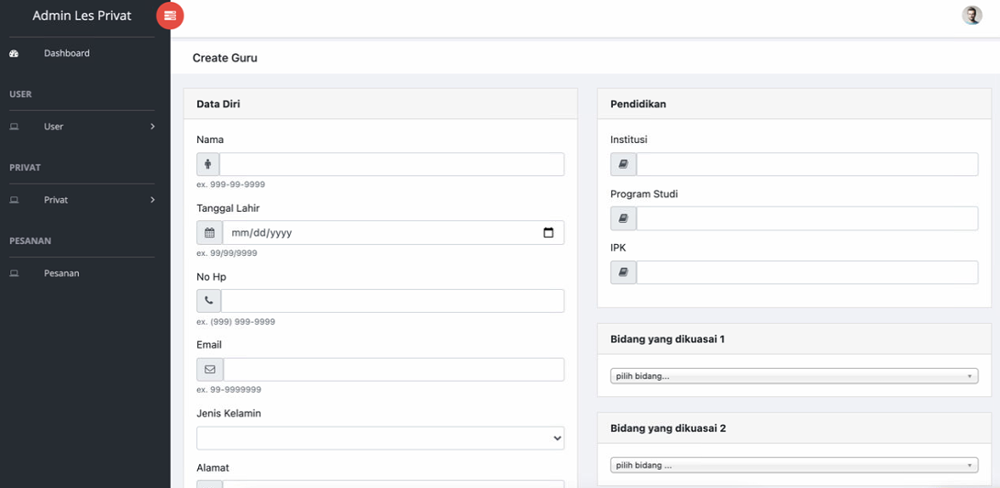 Admin Les Privat
Dashboard
USER
User
PRIVAT
Privat
PESANAN
Pesanan
Create Guru
Data Diri
Nama
ex. 999-99-9999
Tanggal Lahir
mm/dd/yyyy
ex. 99/99/9999
No Hp
ex. (999) 999-9999
Email
ex. 99-9999999
Jenis Kelamin
Alamat
Pendidikan
Institusi
Program Studi
IPK
Bidang yang dikuasai 1
pilih bidang...
Bidang yang dikuasai 2
pilih bidang ...